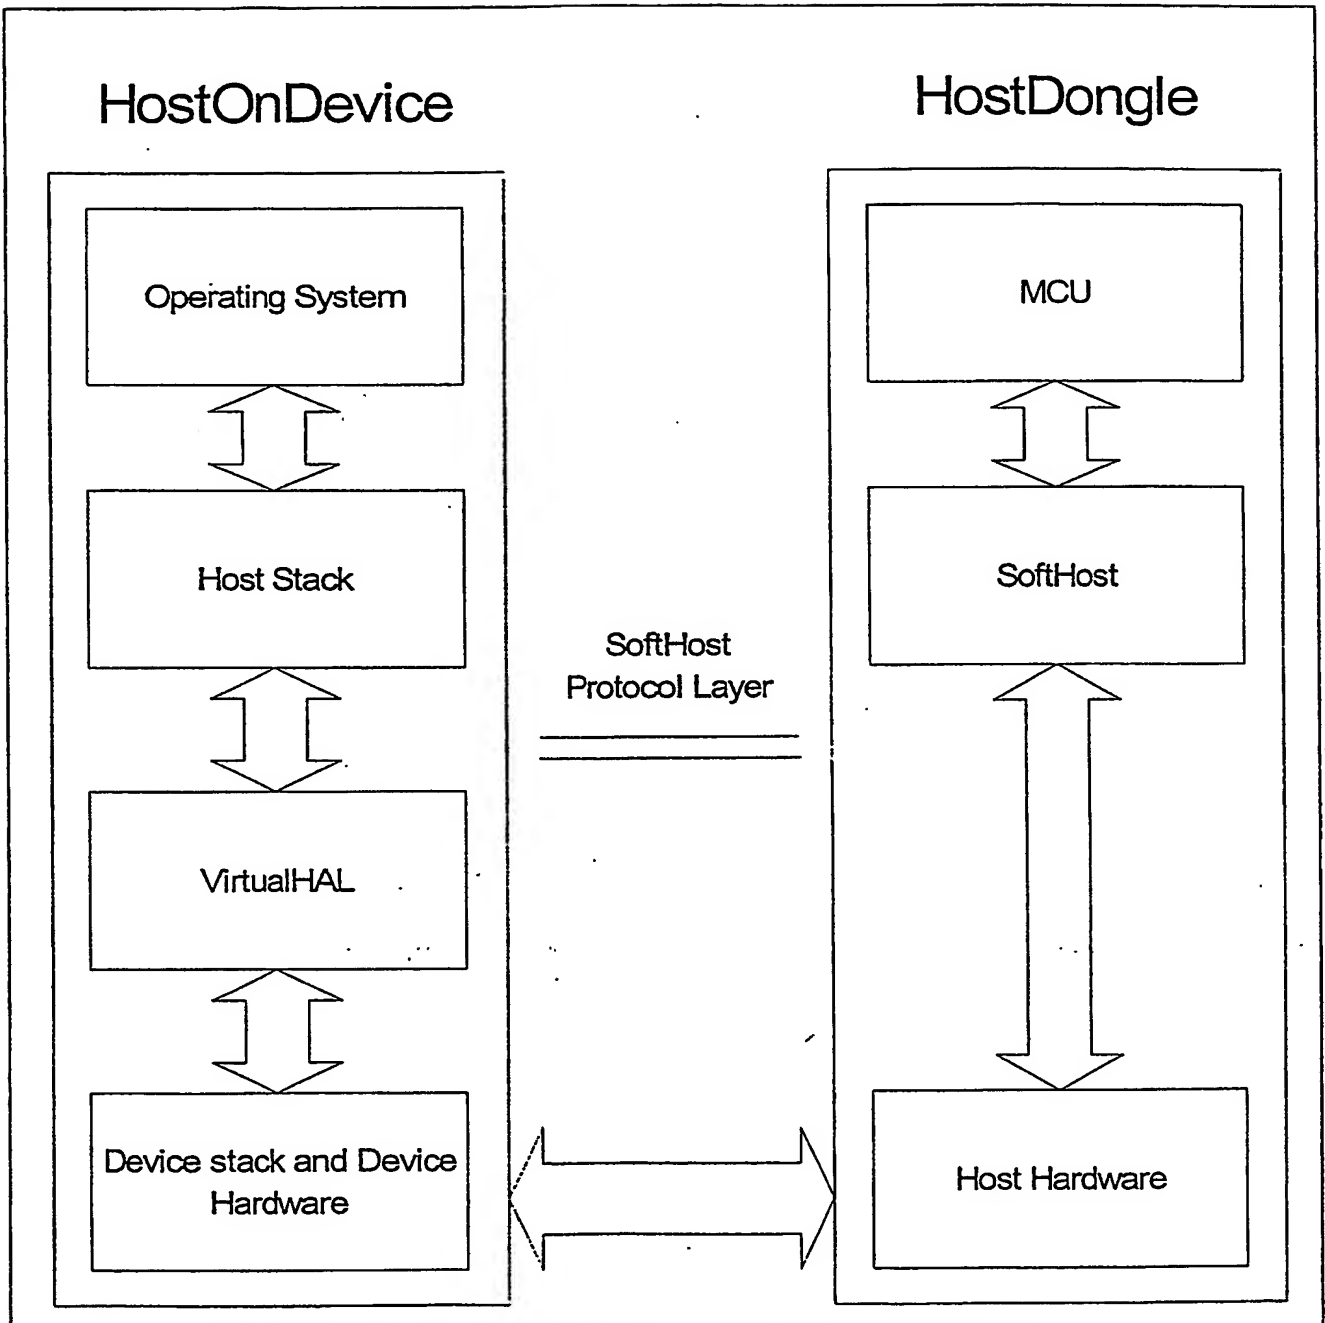 HostOnDevice
HostDongle
Operating System
MCU
Host Stack
SoftHost
SoftHost
Protocol Layer
VirtualHAL
Device stack and Device
Hardware
Host Hardware